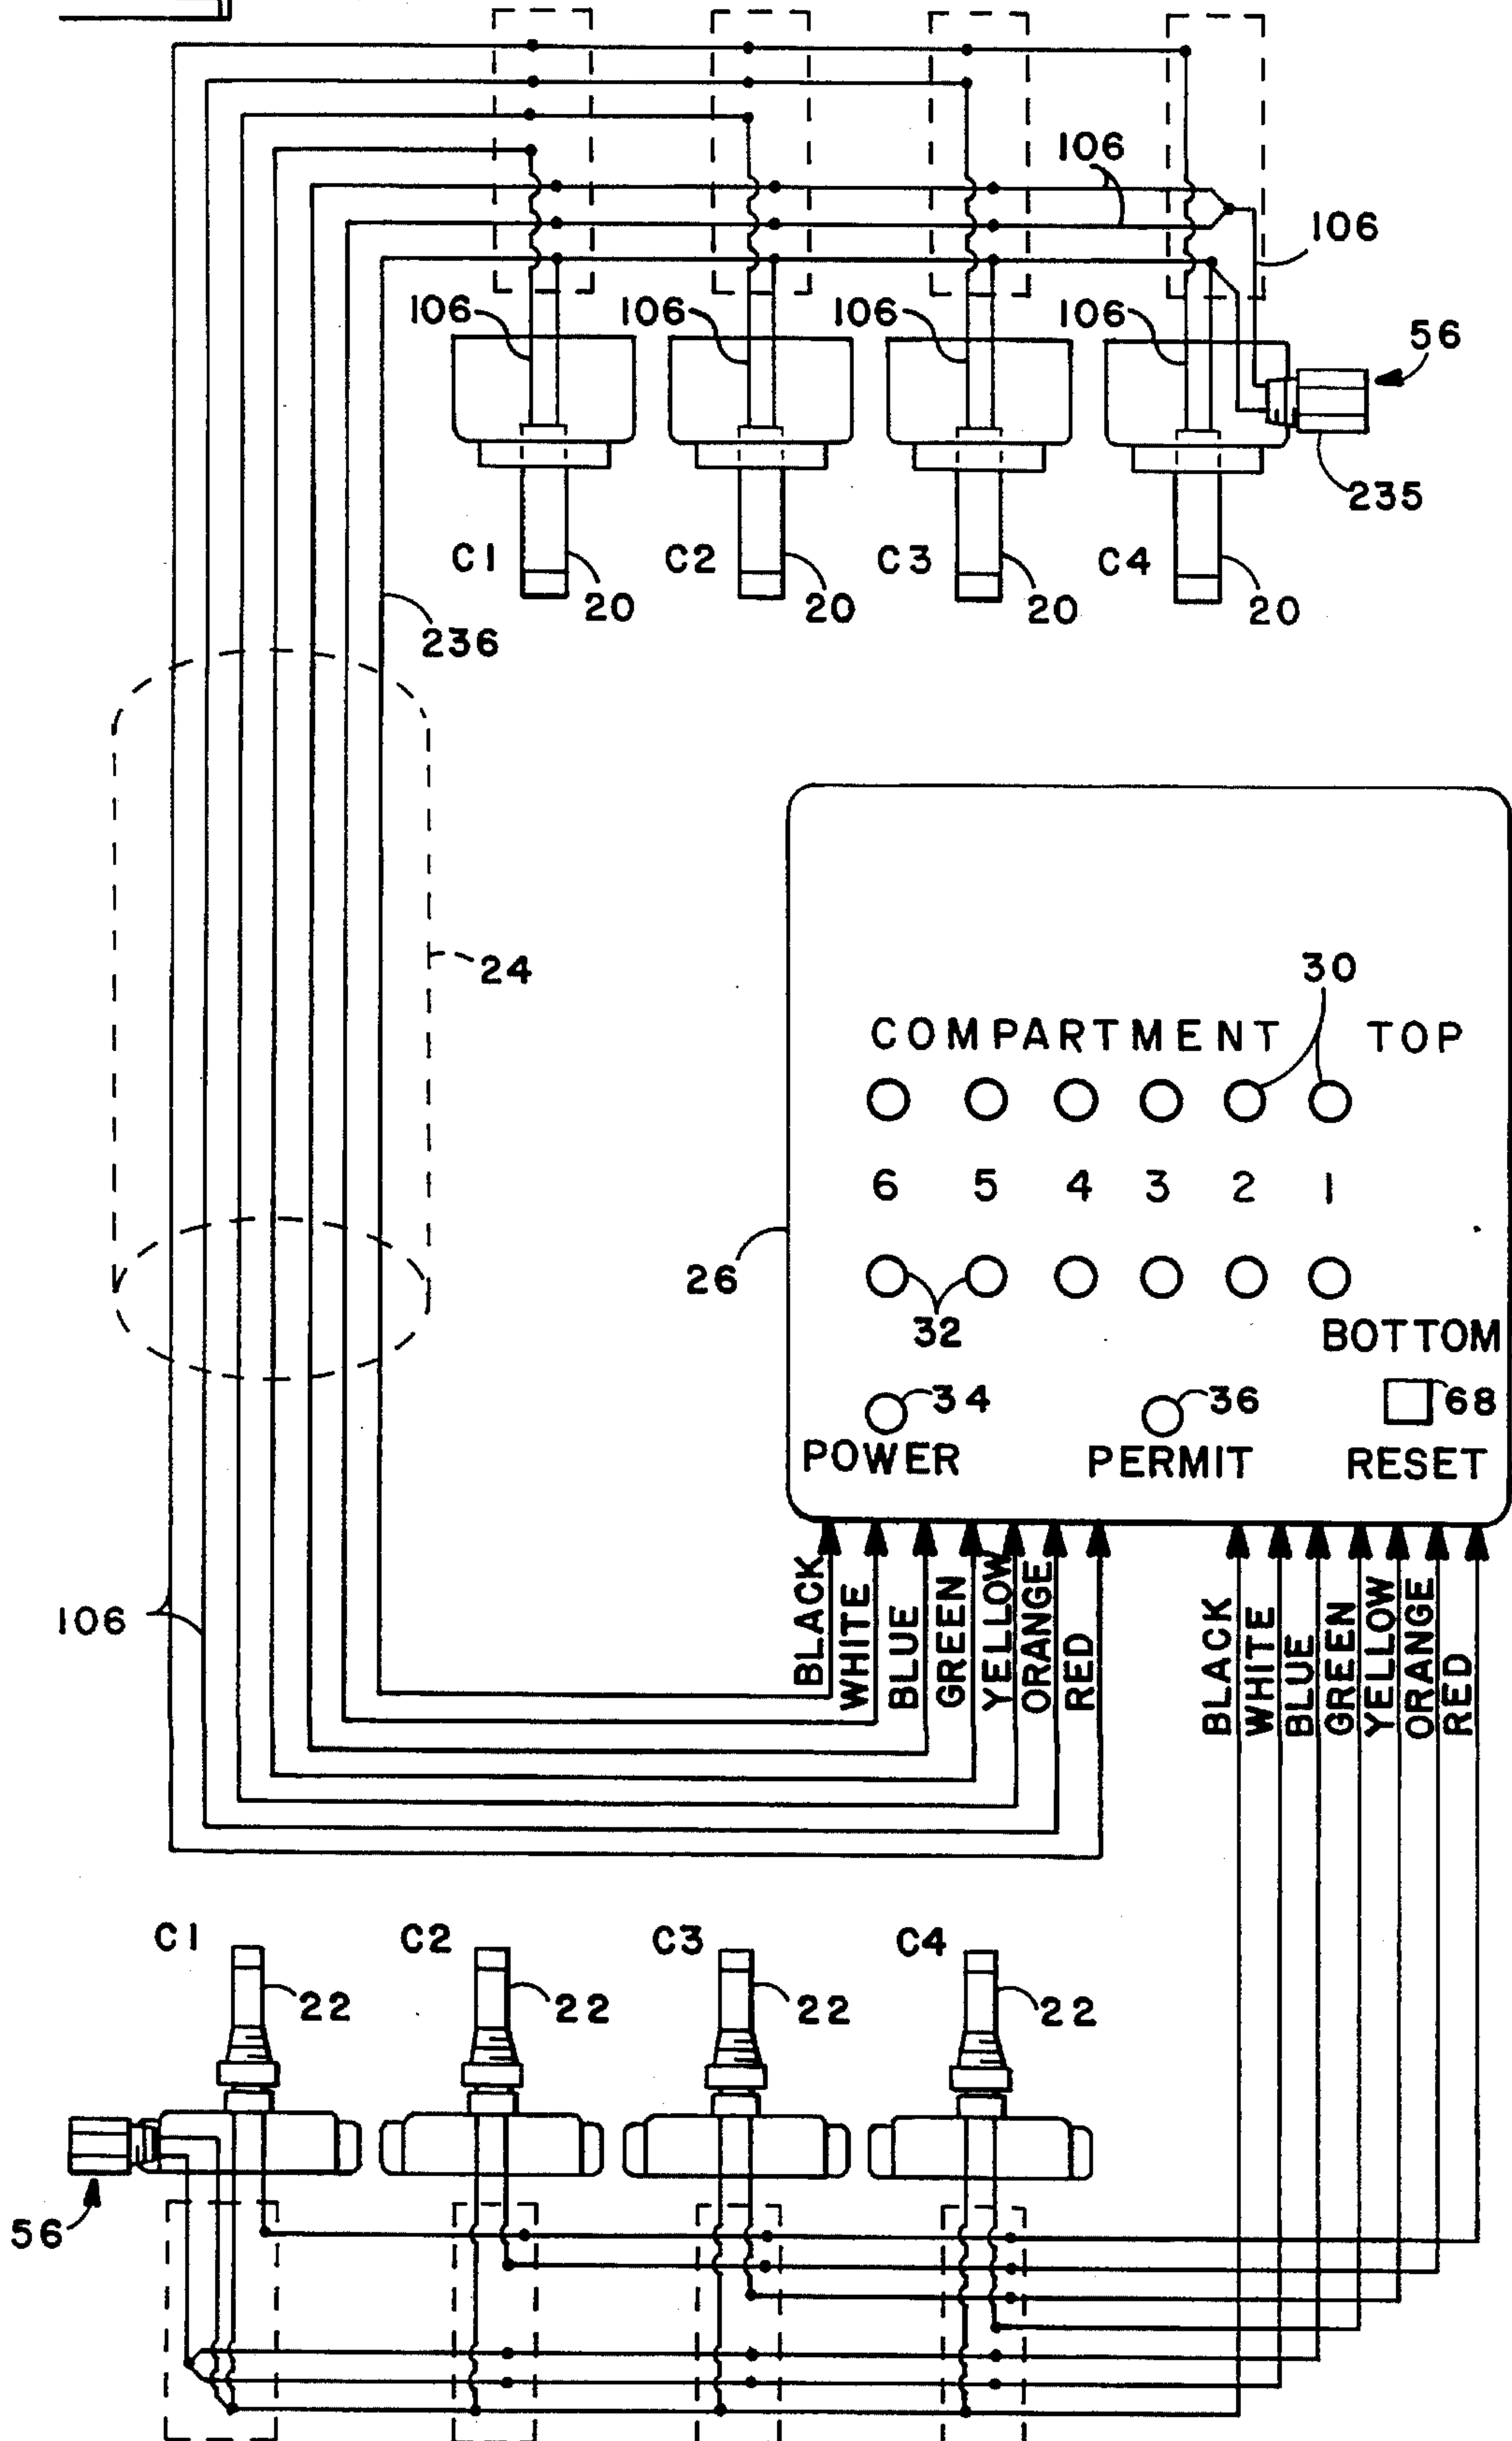 106
106
106 106 106 106
56
235
C1 C2 C3 C4
20 20 20 20
236
24
30
COMPARTMENT TOP
6 5 4 3 2 1
26
32
BOTTOM
34 36 68
POWER PERMIT RESET
BLACK
WHITE
BLUE
GREEN
YELLOW
ORANGE
RED
BLACK
WHITE
BLUE
GREEN
YELLOW
ORANGE
RED
106
C1 C2 C3 C4
22 22 22 22
56